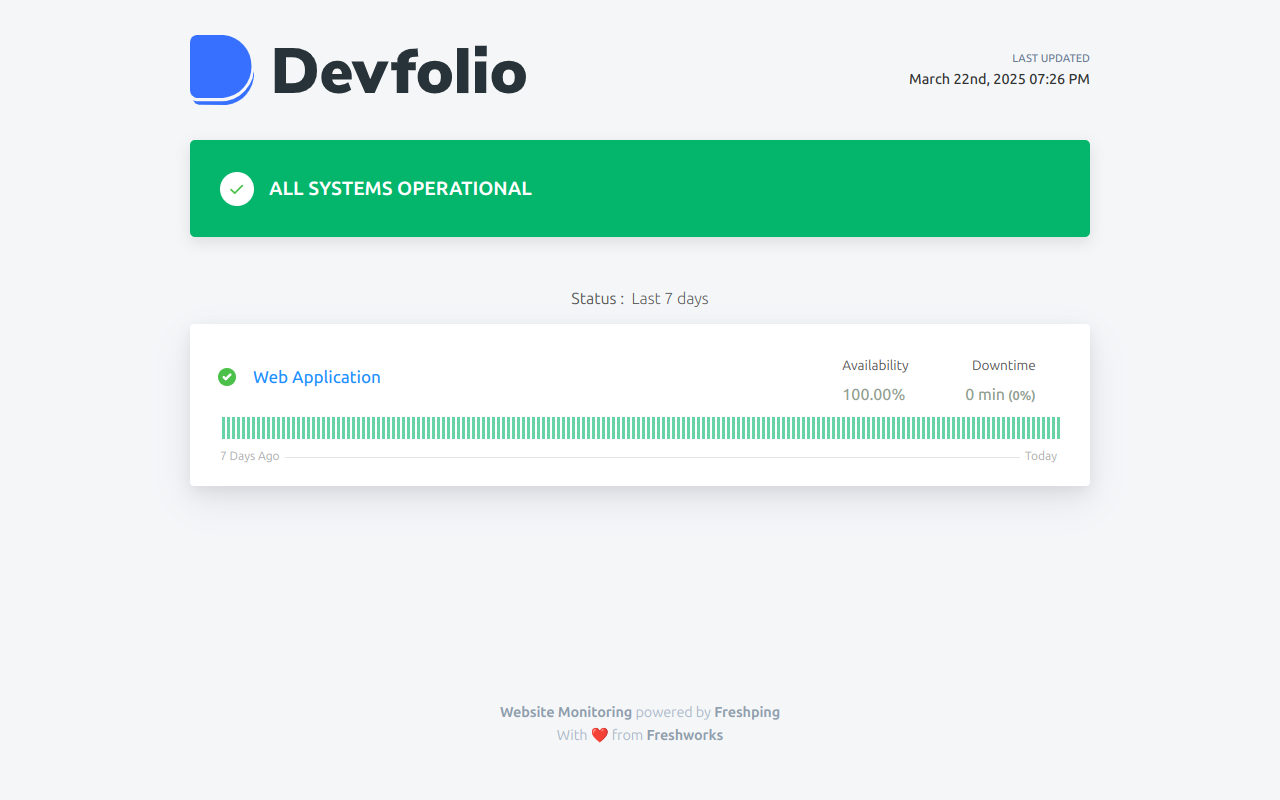 Devfolio
LAST UPDATED
March 22nd, 2025 07:26 PM
ALL SYSTEMS OPERATIONAL
Status : Last 7 days
Web Application
Availability
Downtime
100.00%
0 min (0%)
7 Days Ago
Today
Website Monitoring powered by Freshping
With ❤️ from Freshworks